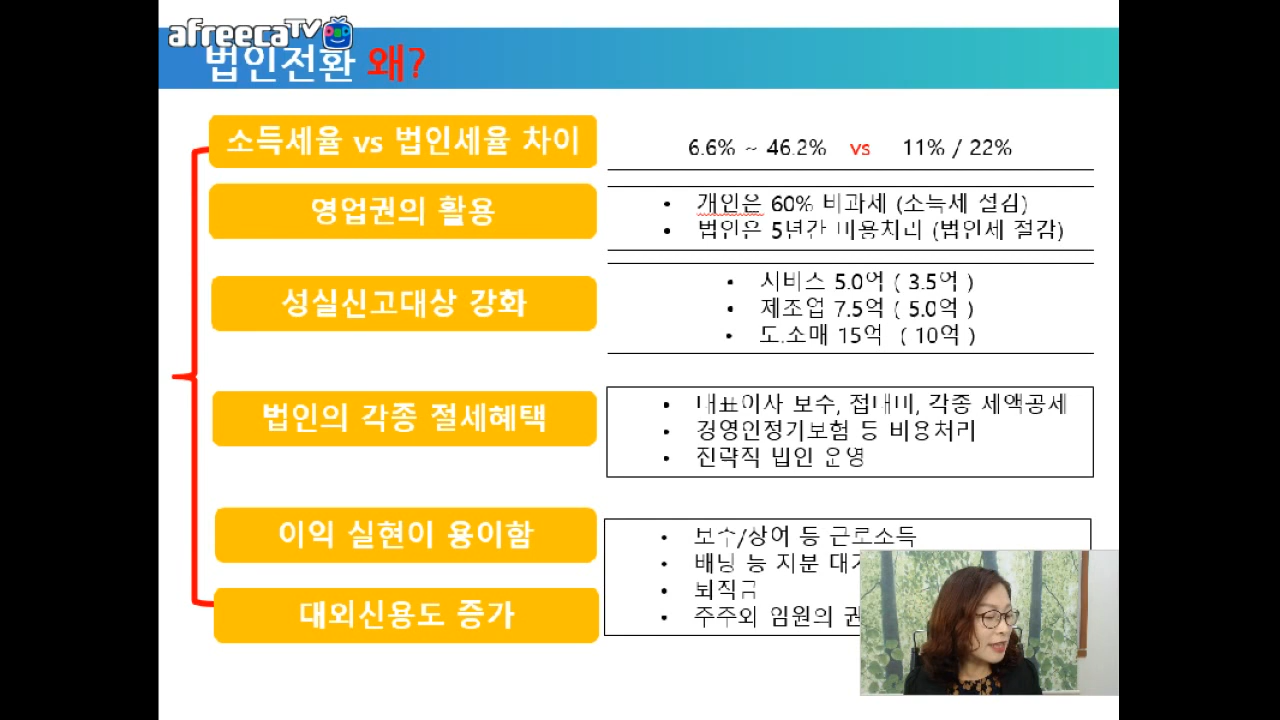 afreecaTV
법인전환 왜?
소득세율 vs 법인세율 차이
6.6% ~ 46.2% vs 11% / 22%
영업권의 활용
• 개인은 60% 비과세 (소득세 절감)
• 법인은 5년간 비용처리 (법인세 절감)
성실신고대상 강화
• 서비스 5.0억 ( 3.5억 )
• 제조업 7.5억 ( 5.0억 )
• 도.소매 15억 ( 10억 )
법인의 각종 절세혜택
• 대표이사 보수, 접대비, 각종 세액공제
• 경영인정기보험 등 비용처리
• 전략적 법인 운영
이익 실현이 용이함
• 보수/상여 등 근로소득
• 배당 등 지분
• 퇴직금
• 주주와 임원의
대외신용도 증가